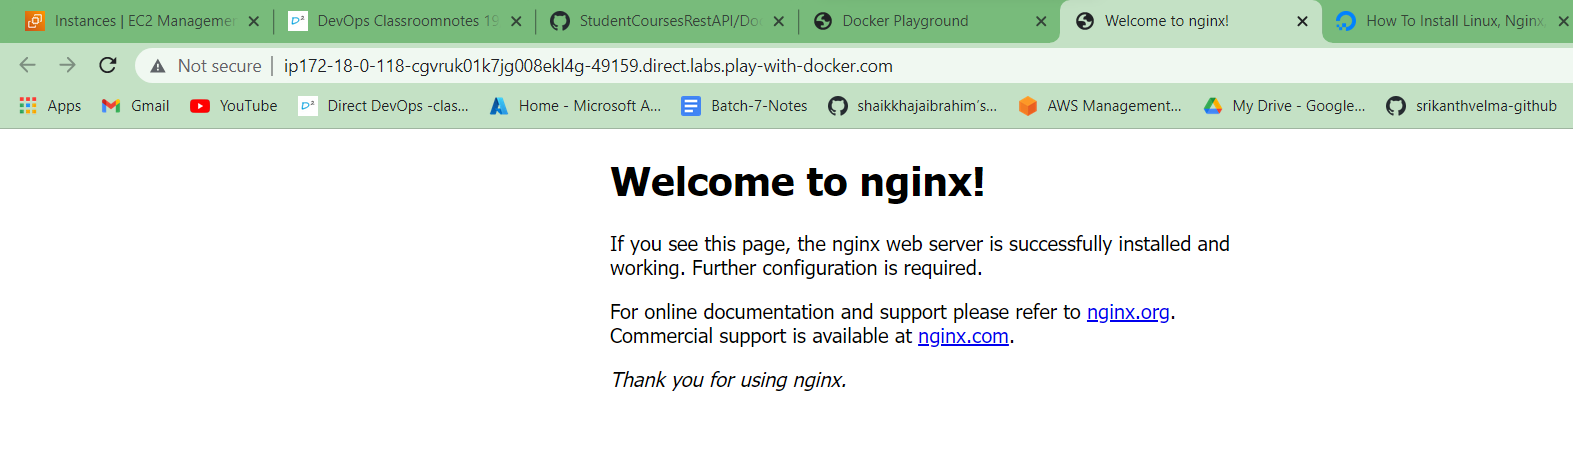 Instances | EC2 Managemen
DevOps Classroomnotes 19
StudentCoursesRestAPI/Doc
Docker Playground
Welcome to nginx!
How To Install Linux, Nginx,
Not secure | ip172-18-0-118-cgvruk01k7jg008ekl4g-49159.direct.labs.play-with-docker.com
Apps
Gmail
YouTube
Direct DevOps -clas...
Home - Microsoft A...
Batch-7-Notes
shaikkhajaibrahim's...
AWS Management...
My Drive - Google...
srikanthvelma-github
Welcome to nginx!
If you see this page, the nginx web server is successfully installed and
working. Further configuration is required.
For online documentation and support please refer to nginx.org.
Commercial support is available at nginx.com.
Thank you for using nginx.